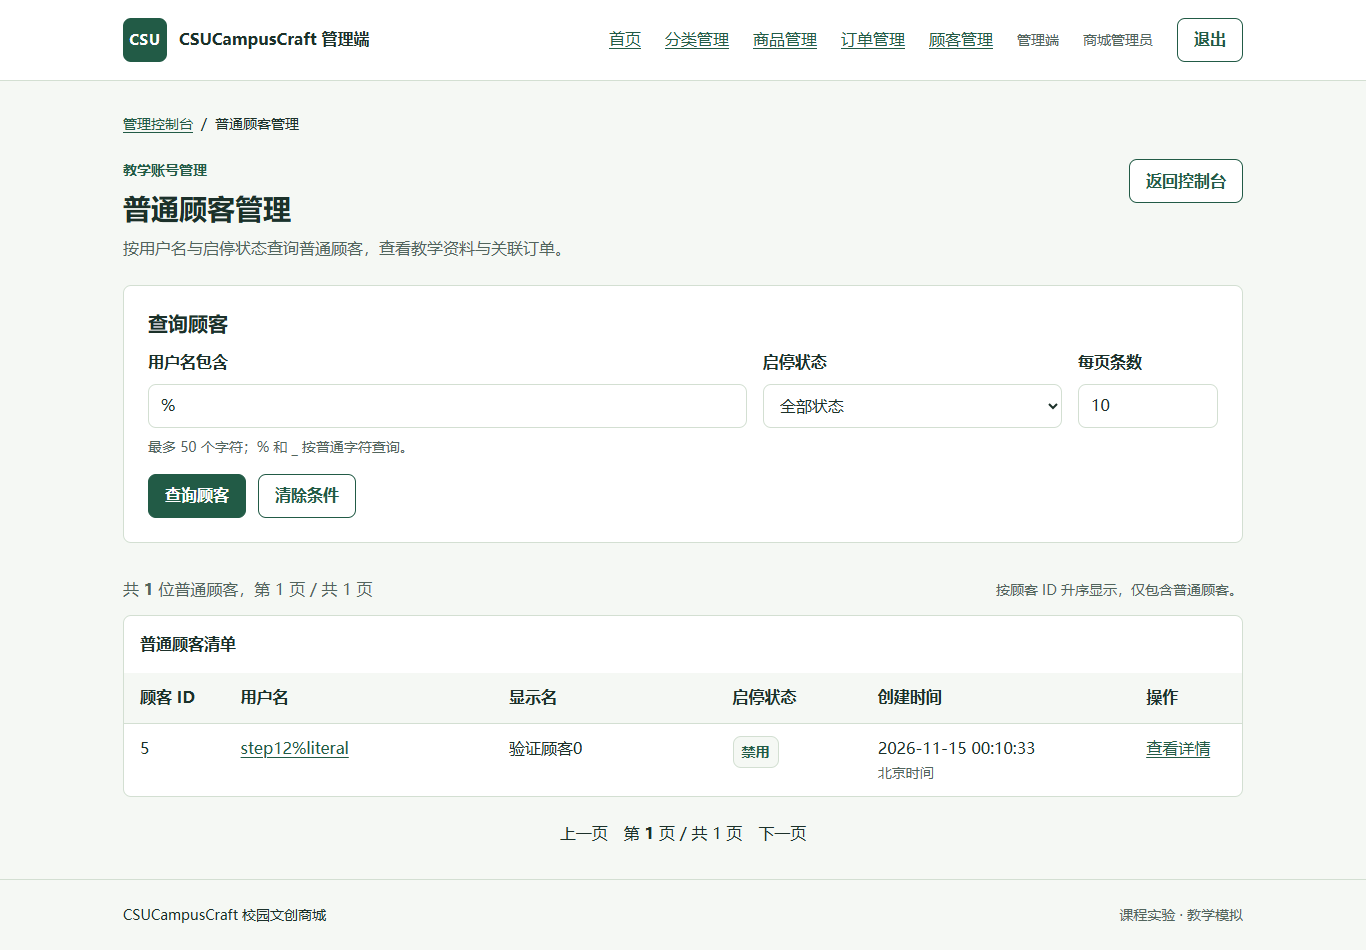 CSU CSUCampusCraft 管理端 首页 分类管理 商品管理 订单管理 顾客管理 管理端 商城管理员 退出
管理控制台 / 普通顾客管理
教学账号管理
返回控制台
普通顾客管理
按用户名与启停状态查询普通顾客，查看教学资料与关联订单。
查询顾客
用户名包含 启停状态 每页条数
% 全部状态 10
最多 50 个字符；% 和 _ 按普通字符查询。
查询顾客 清除条件
共 1 位普通顾客，第 1 页 / 共 1 页 按顾客 ID 升序显示，仅包含普通顾客。
普通顾客清单
顾客 ID 用户名 显示名 启停状态 创建时间 操作
5 step12%literal 验证顾客0 禁用 2026-11-15 00:10:33 查看详情
北京时间
上一页 第 1 页 / 共 1 页 下一页
CSUCampusCraft 校园文创商城 课程实验 · 教学模拟